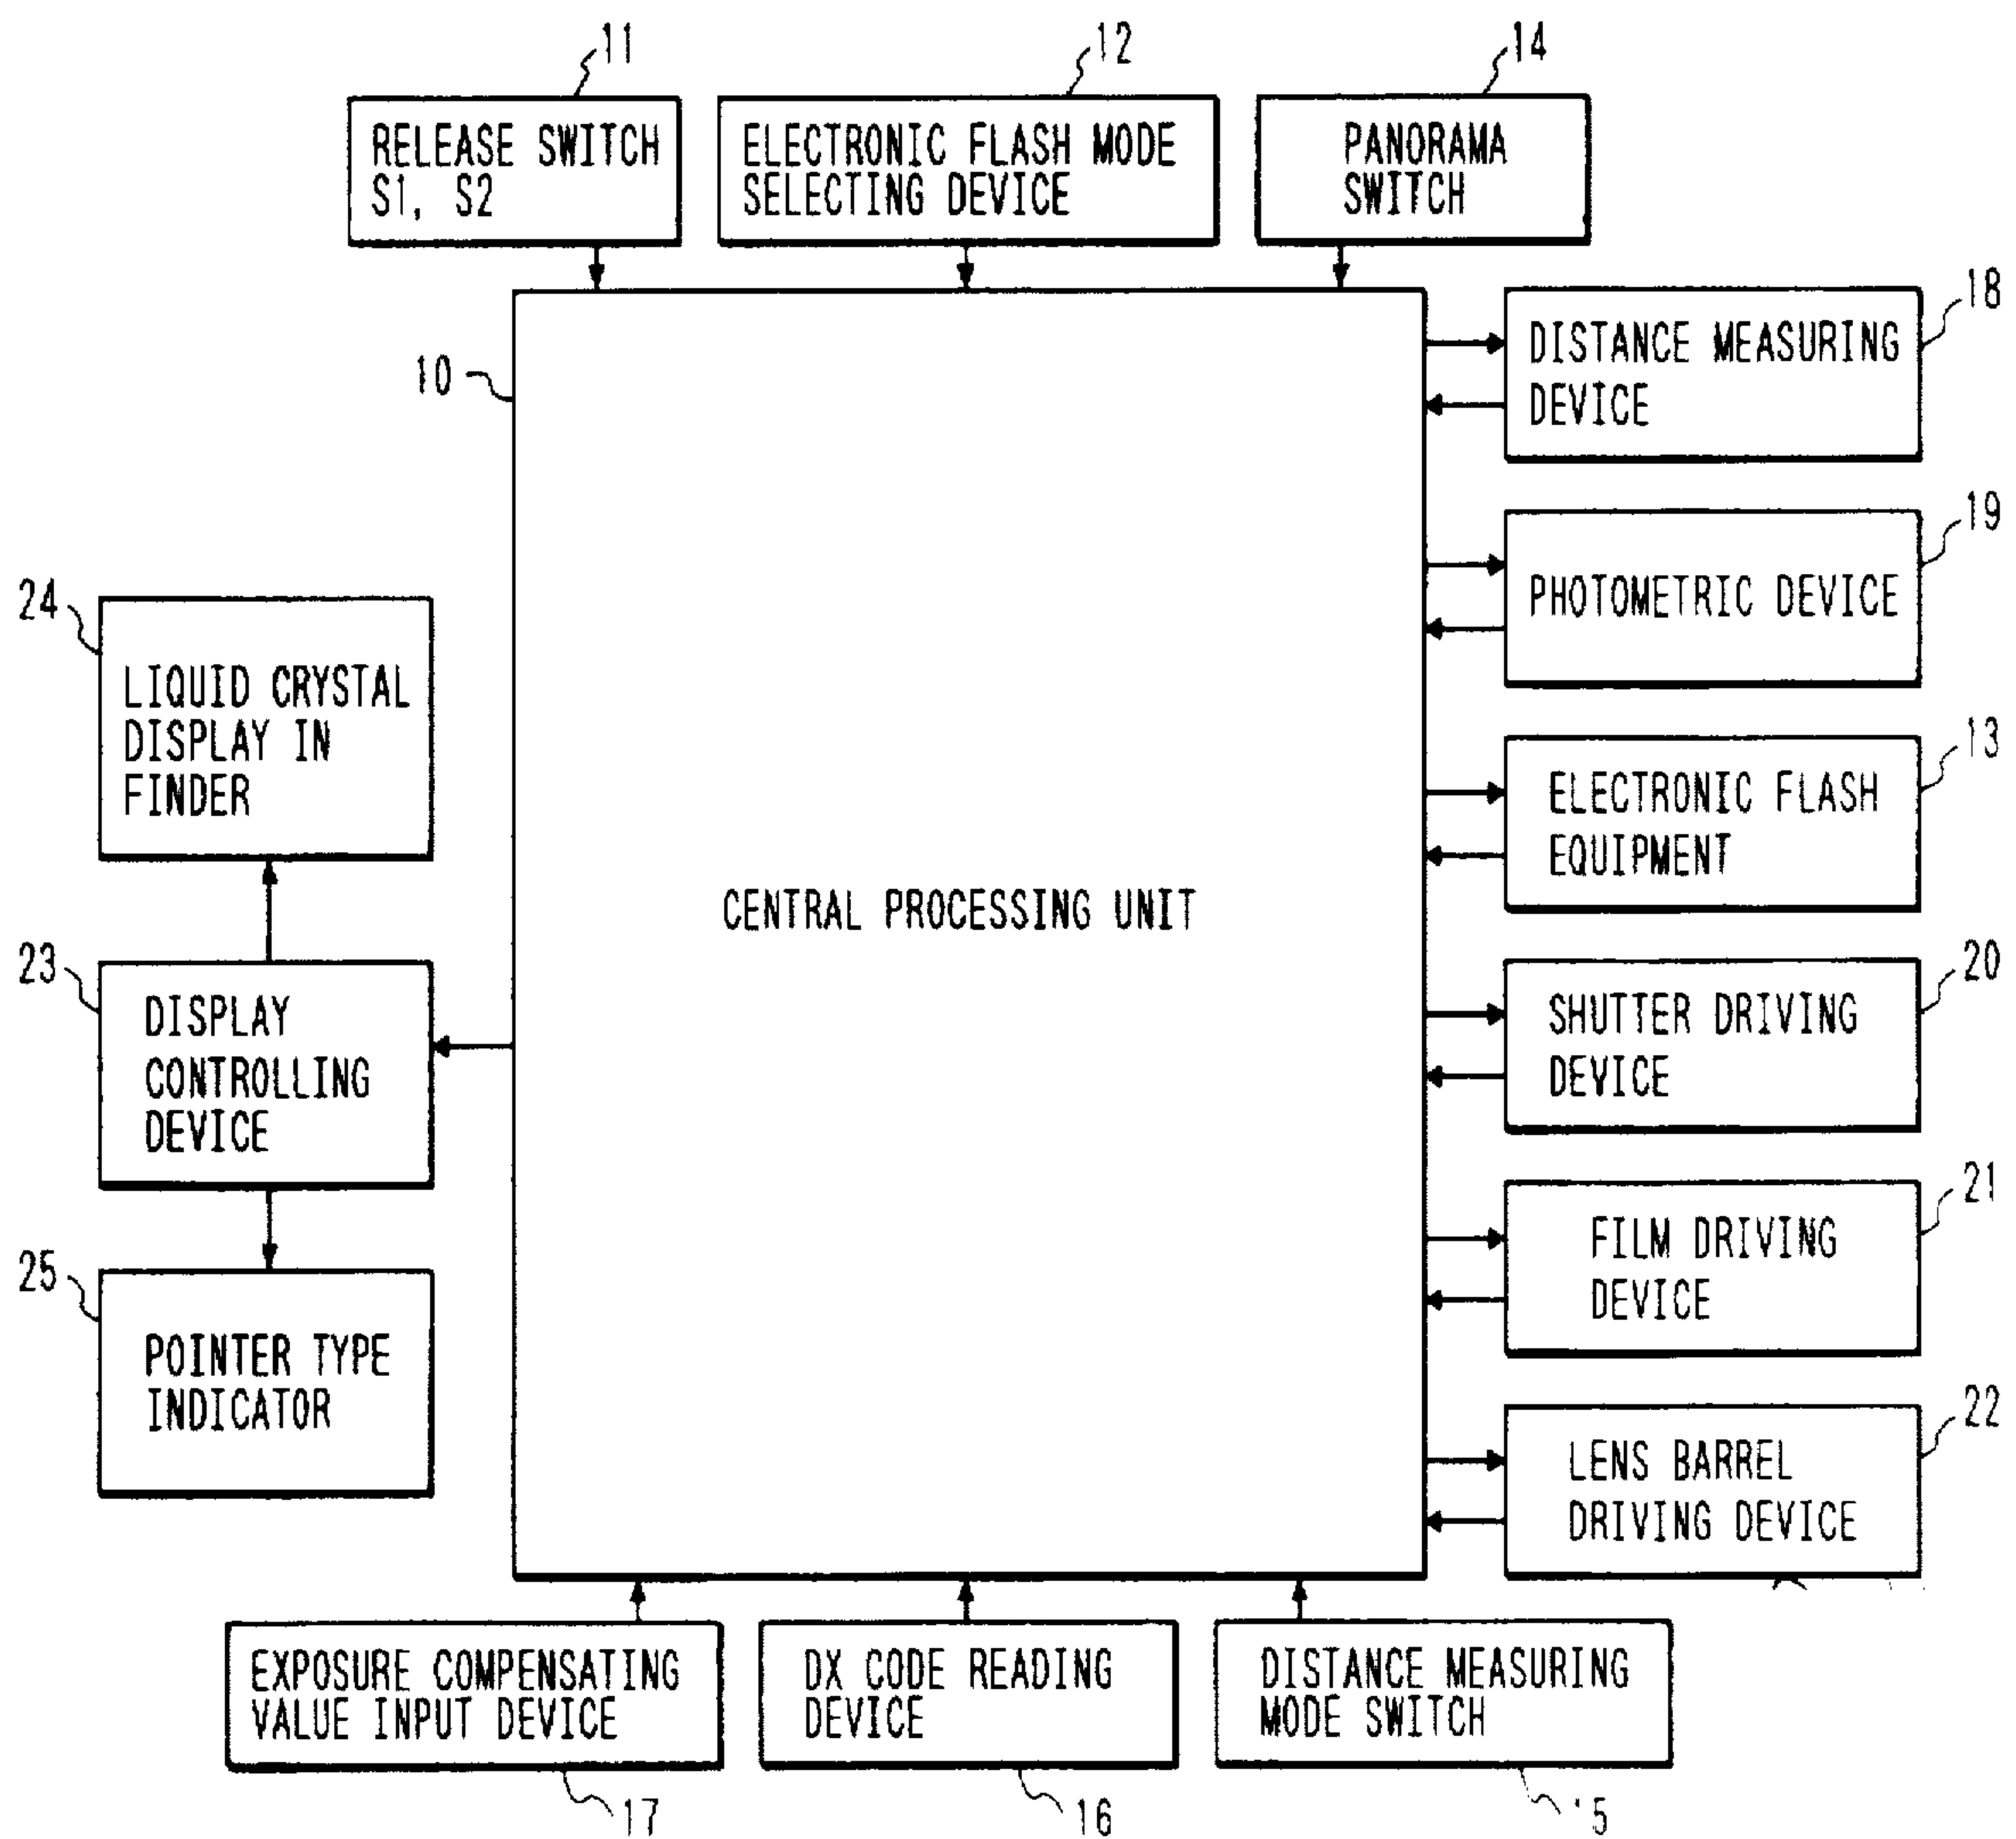 11
12
14
RELEASE SWITCH
S1, S2
ELECTRONIC FLASH MODE
SELECTING DEVICE
PANORAMA
SWITCH
10
18
DISTANCE MEASURING
DEVICE
19
PHOTOMETRIC DEVICE
24
LIQUID CRYSTAL
DISPLAY IN
FINDER
13
ELECTRONIC FLASH
EQUIPMENT
CENTRAL PROCESSING UNIT
23
DISPLAY
CONTROLLING
DEVICE
20
SHUTTER DRIVING
DEVICE
21
FILM DRIVING
DEVICE
25
POINTER TYPE
INDICATOR
22
LENS BARREL
DRIVING DEVICE
EXPOSURE COMPENSATING
VALUE INPUT DEVICE
DX CODE READING
DEVICE
DISTANCE MEASURING
MODE SWITCH
17
16
15